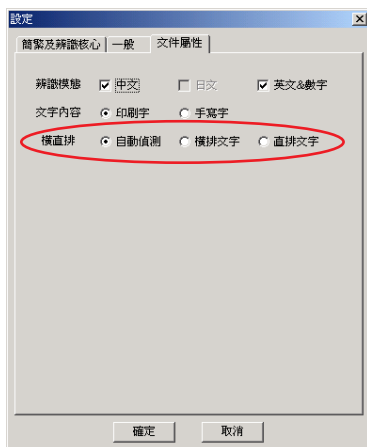 設定
簡繁及辨識核心 一般 文件屬性
辨識模態 中文 日文 英文&數字
文字內容 印刷字 手寫字
橫直排 自動偵測 橫排文字 直排文字
確定 取消